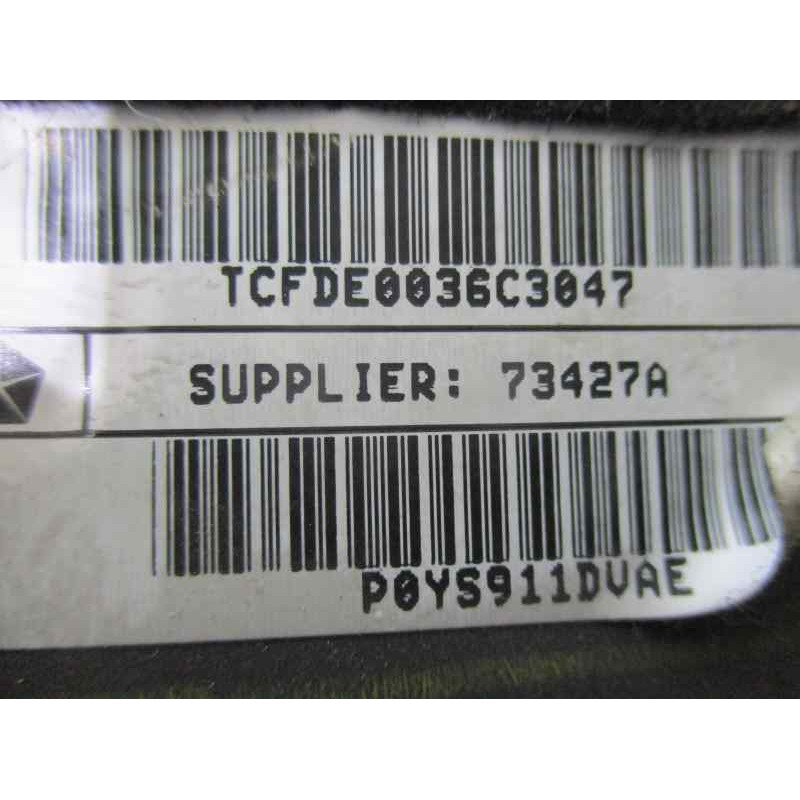 TCFDE0036C3047
SUPPLIER: 73427A
P0YS911DVAE